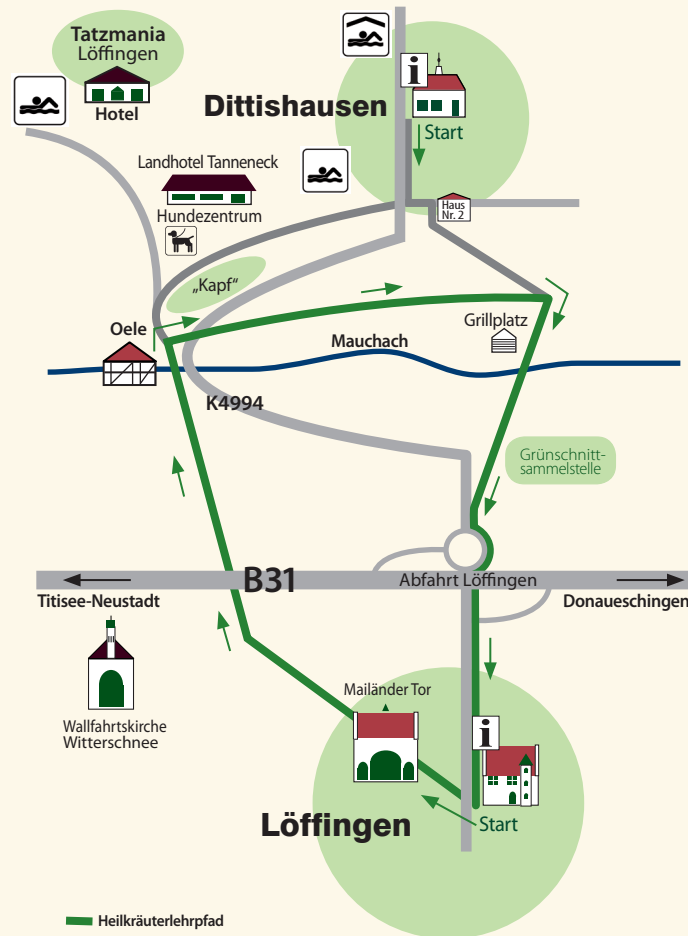 Tatzmania
Löffingen
Hotel
Dittishausen
i
Start
Landhotel Tanneneck
Hundezentrum
Haus
Nr. 2
„Kapf“
Oele
Grillplatz
Mauchach
K4994
Grünschnitt-
sammelstelle
B31
Abfahrt Löffingen
Titisee-Neustadt
Donaueschingen
Mailänder Tor
Wallfahrtskirche
Witterschnee
i
Löffingen
Start
Heilkräuterlehrpfad